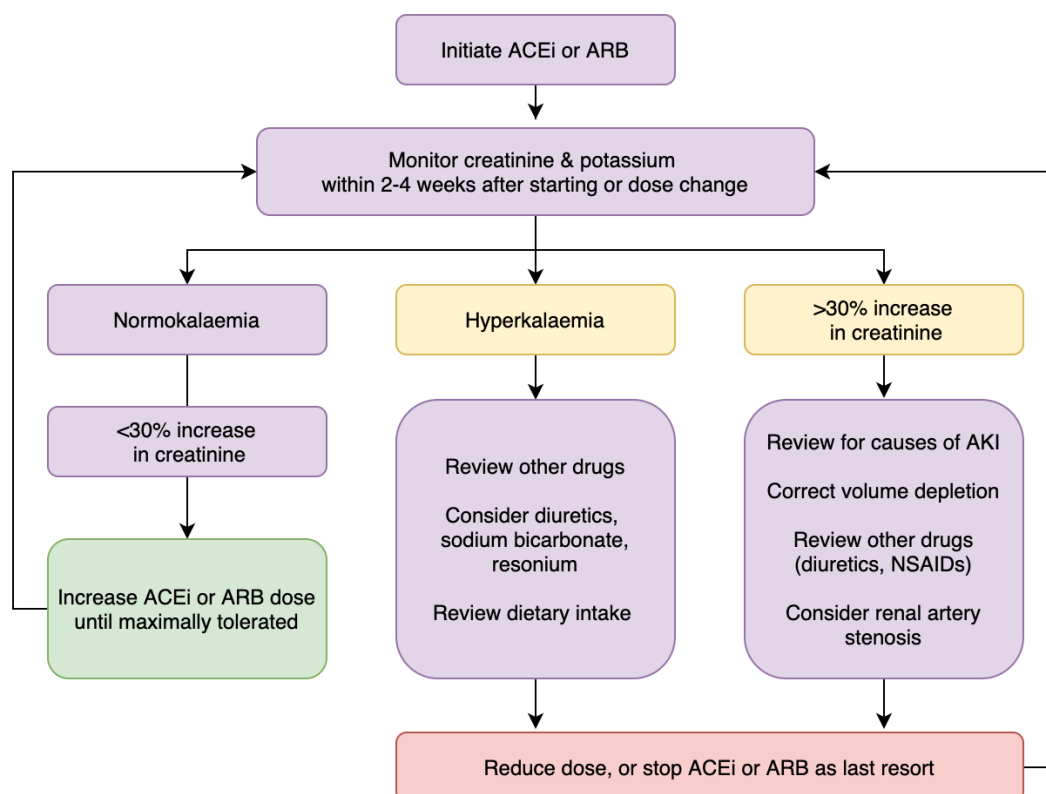 Initiate ACEi or ARB
Monitor creatinine & potassium
within 2-4 weeks after starting or dose change
Normokalaemia
Hyperkalaemia
>30% increase
in creatinine
<30% increase
in creatinine
Review other drugs
Consider diuretics,
sodium bicarbonate,
resonium
Review dietary intake
Review for causes of AKI
Correct volume depletion
Review other drugs
(diuretics, NSAIDs)
Consider renal artery
stenosis
Increase ACEi or ARB dose
until maximally tolerated
Reduce dose, or stop ACEi or ARB as last resort